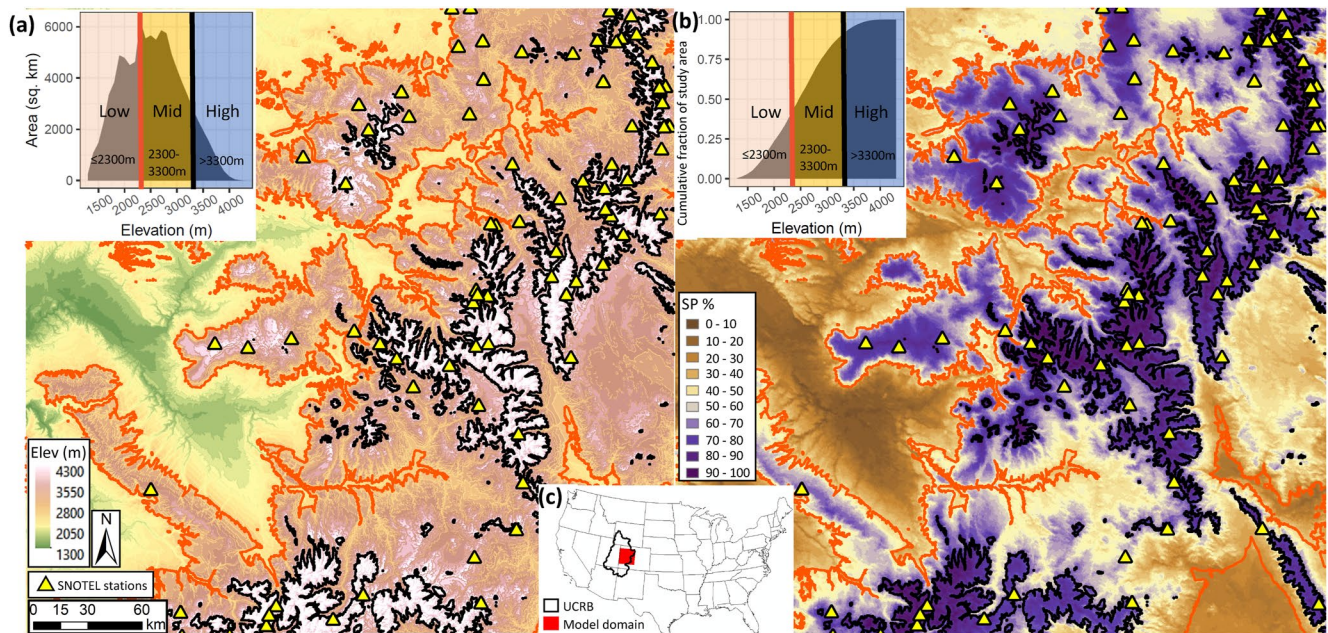 (a)
6000
4000
2000
0
Area (sq. km)
Low
Mid
High
≤2300m
2300-
3300m
>3300m
1500
2000
2500
3000
3500
4000
Elevation (m)
Elev (m)
4300
3550
2800
2050
1300
N
SNOTEL stations
0 15 30 60
km
(b)
1.00
0.75
0.50
0.25
0.00
Cumulative fraction of study area
Low
Mid
High
≤2300m
2300-
3300m
>3300m
1500
2000
2500
3000
3500
4000
Elevation (m)
SP %
0 - 10
10 - 20
20 - 30
30 - 40
40 - 50
50 - 60
60 - 70
70 - 80
80 - 90
90 - 100
(c)
UCRB
Model domain